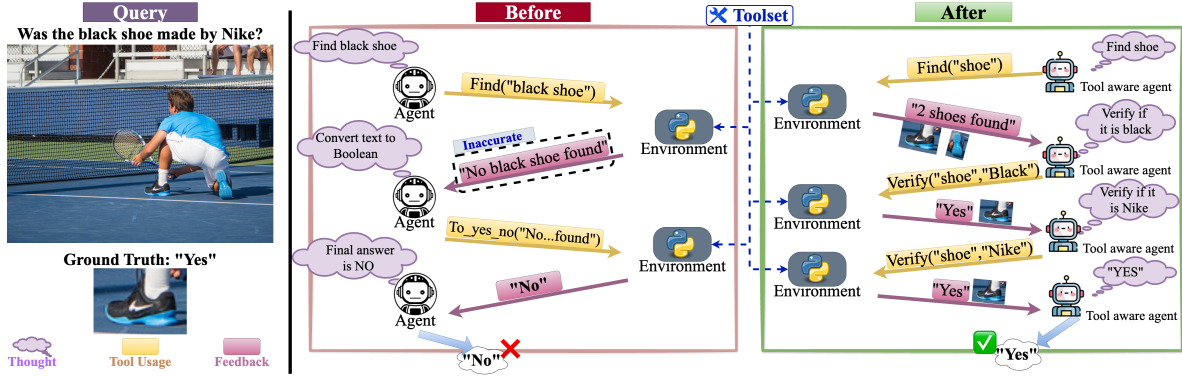 Query
Was the black shoe made by Nike?
Ground Truth: "Yes"
Thought
Tool Usage
Feedback
Before
Find black shoe
Agent
Find("black shoe")
Environment
Inaccurate
"No black shoe found"
Convert text to
Boolean
Agent
To_yes_no("No...found")
Environment
Final answer
is NO
"No"
Agent
"No"
Toolset
After
Find shoe
Tool aware agent
Find("shoe")
Environment
"2 shoes found"
Verify if
it is black
Tool aware agent
Verify("shoe","Black")
Environment
"Yes"
Verify if it
is Nike
Tool aware agent
Verify("shoe","Nike")
Environment
"Yes"
"YES"
Tool aware agent
"Yes"